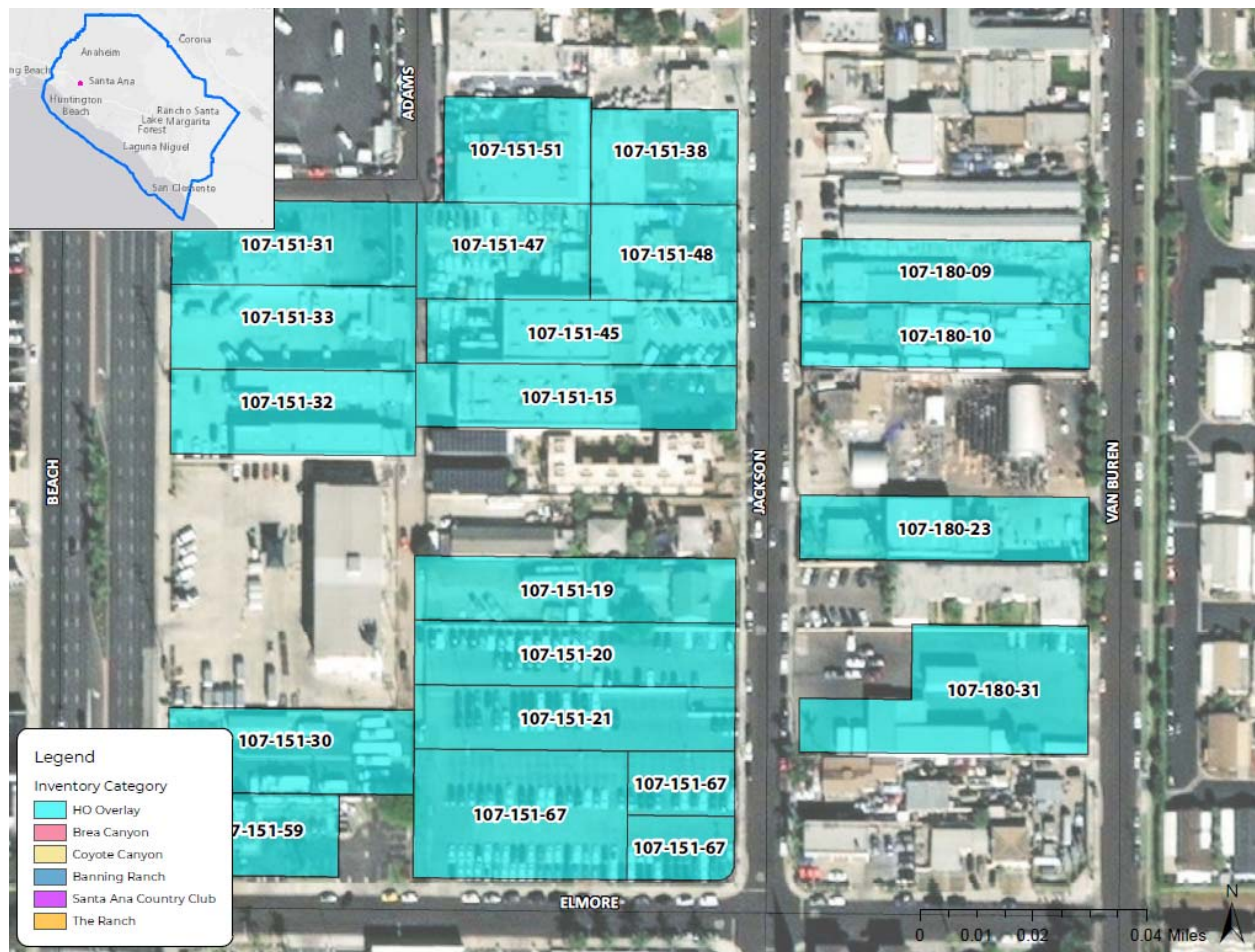 Anaheim
Corona
ng Beach
Santa Ana
Huntington
Beach
Rancho Santa
Lake Margarita
Forest
Laguna Niguel
San Clemente
ADAMS
107-151-51
107-151-38
107-151-31
107-151-47
107-151-48
107-180-09
107-151-33
107-151-45
107-180-10
107-151-32
107-151-15
BEACH
JACKSON
VAN BUREN
107-180-23
107-151-19
107-151-20
107-180-31
107-151-21
107-151-30
107-151-67
107-151-67
7-151-59
107-151-67
ELMORE
Legend
Inventory Category
HO Overlay
Brea Canyon
Coyote Canyon
Banning Ranch
Santa Ana Country Club
The Ranch
N
0 0.01 0.02 0.04 Miles